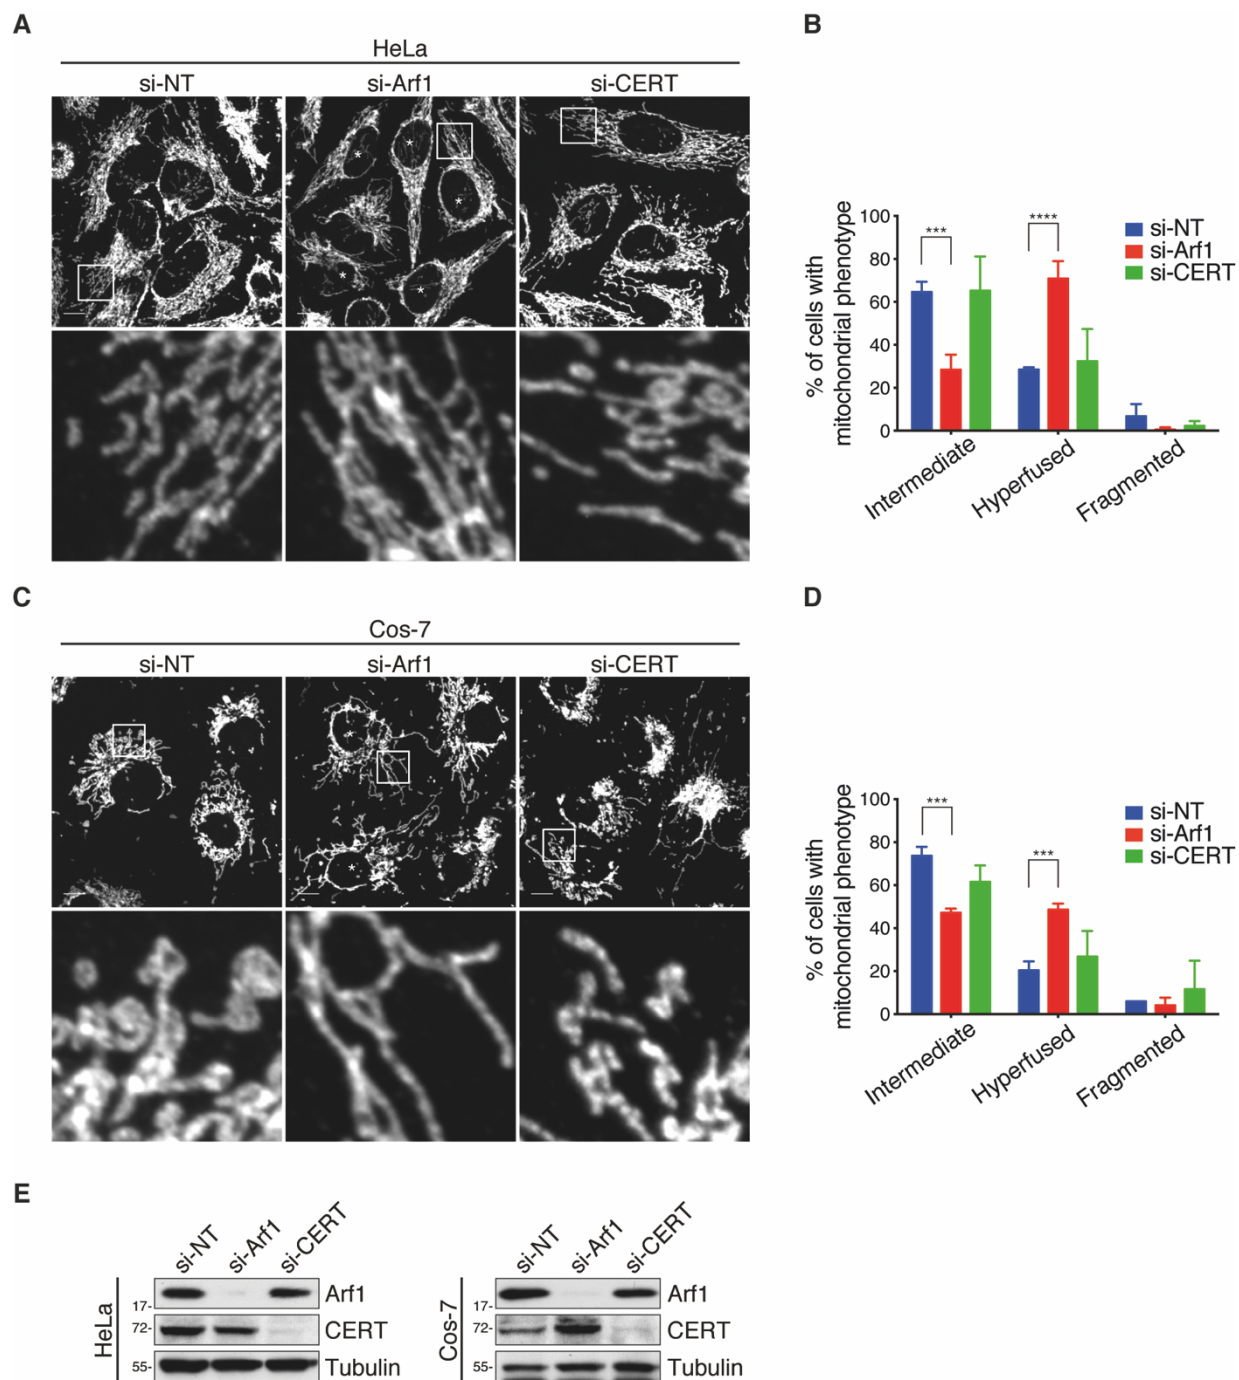 A
HeLa
si-NT si-Arf1 si-CERT
* * * * *
B
% of cells with
mitochondrial phenotype
100
80
60
40
20
0
*** ****
si-NT
si-Arf1
si-CERT
Intermediate Hyperfused Fragmented
C
Cos-7
si-NT si-Arf1 si-CERT
* *
D
% of cells with
mitochondrial phenotype
100
80
60
40
20
0
*** ***
si-NT
si-Arf1
si-CERT
Intermediate Hyperfused Fragmented
E
HeLa
si-NT si-Arf1 si-CERT
17- Arf1
72- CERT
55- Tubulin
Cos-7
si-NT si-Arf1 si-CERT
17- Arf1
72- CERT
55- Tubulin